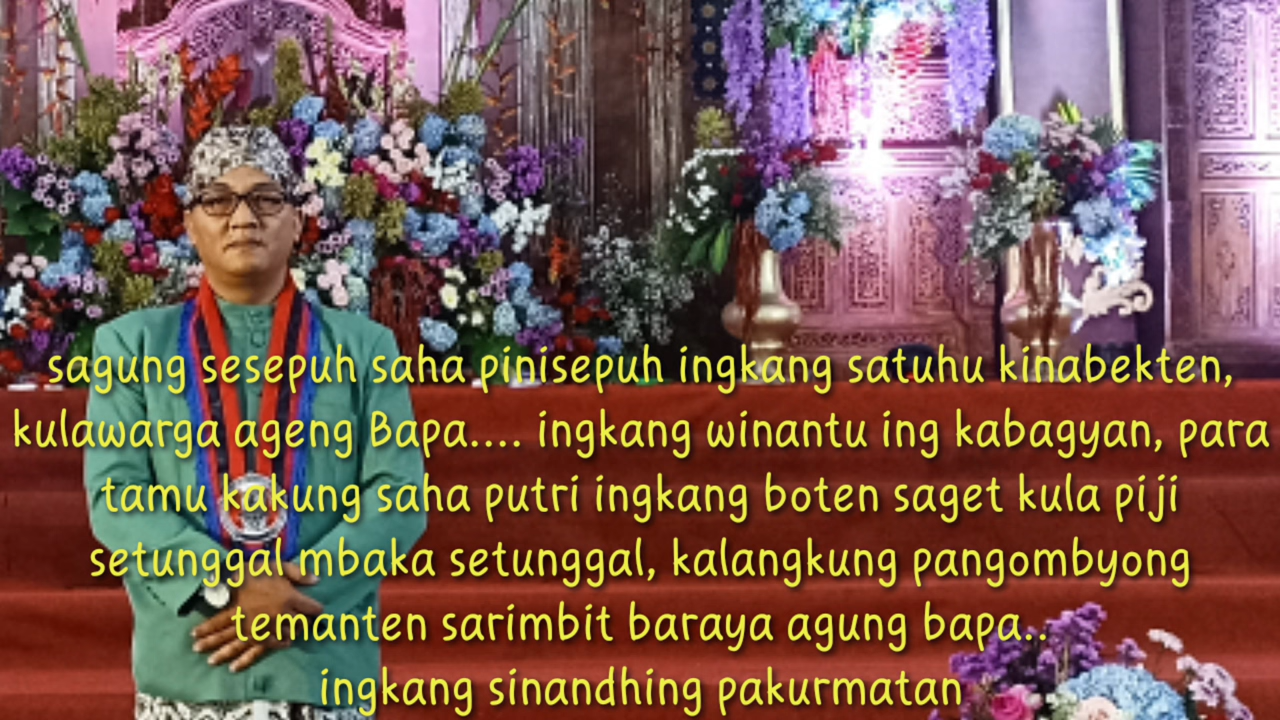 sagung sesepuh saha pinisepuh ingkang satuhu kinabekten,
kulawarga ageng Bapa.... ingkang winantu ing kabagyan, para
tamu kakung saha putri ingkang boten saget kula piji
setunggal mbaka setunggal, kalangkung pangombyong
temanten sarimbit baraya agung bapa..
ingkang sinandhing pakurmatan